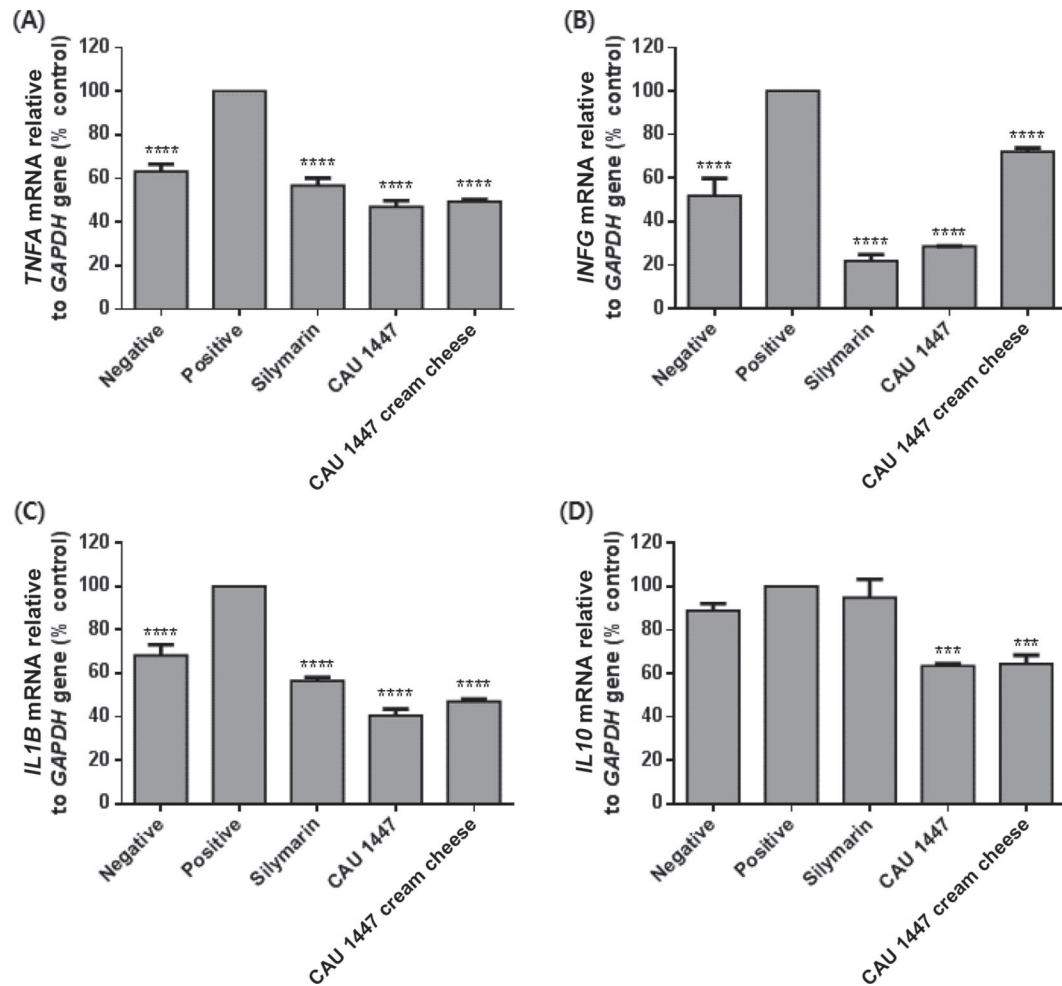 (A)
TNFA mRNA relative
to GAPDH gene (% control)
120
100
80
60
40
20
0
****
****
****
****
Negative
Positive
Silymarin
CAU 1447
CAU 1447 cream cheese
(B)
INFG mRNA relative
to GAPDH gene (% control)
120
100
80
60
40
20
0
****
****
****
****
Negative
Positive
Silymarin
CAU 1447
CAU 1447 cream cheese
(C)
IL1B mRNA relative
to GAPDH gene (% control)
120
100
80
60
40
20
0
****
****
****
****
Negative
Positive
Silymarin
CAU 1447
CAU 1447 cream cheese
(D)
IL10 mRNA relative
to GAPDH gene (% control)
120
100
80
60
40
20
0
***
***
Negative
Positive
Silymarin
CAU 1447
CAU 1447 cream cheese